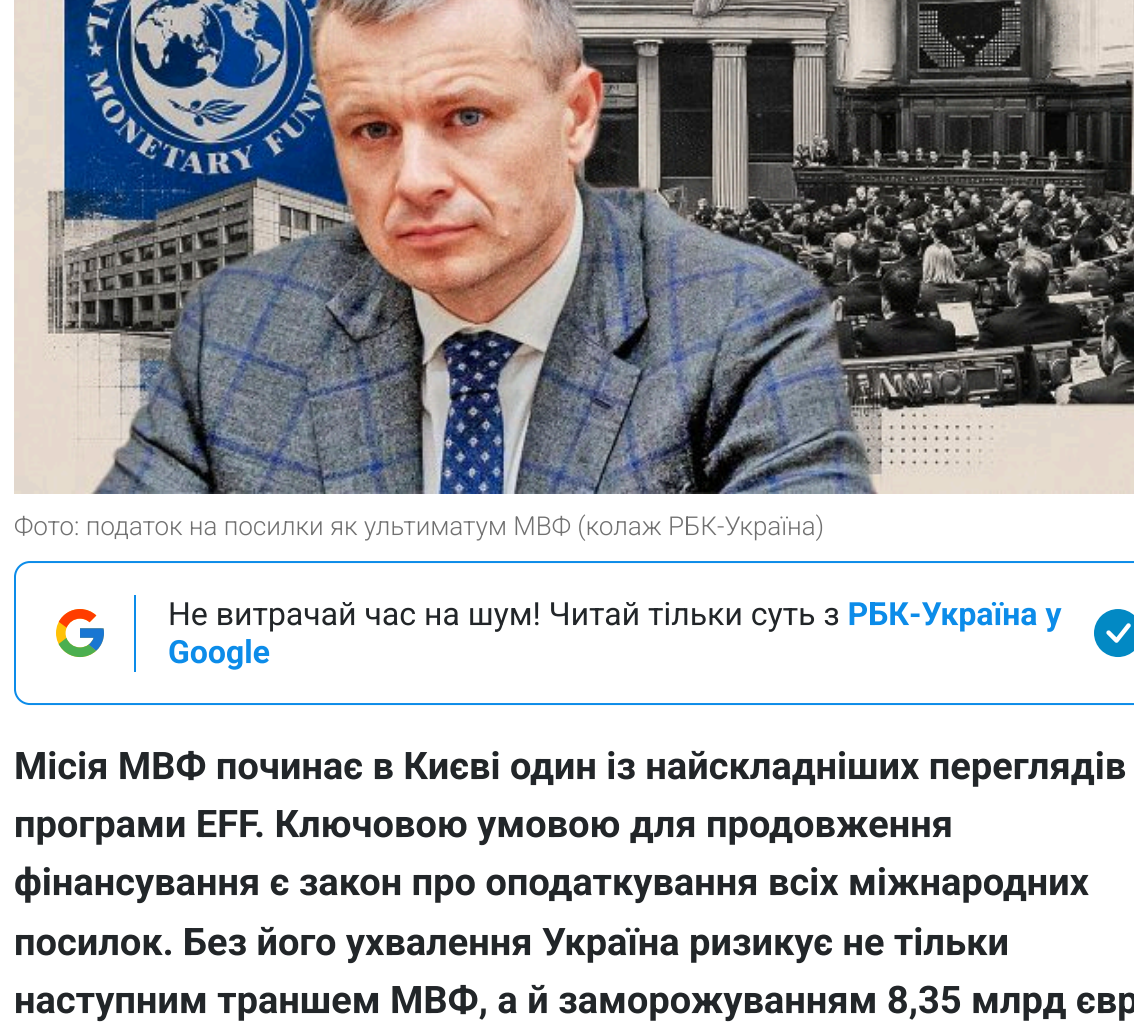 MONETARY FUND
Фото: податок на посилки як ультиматум МВФ (колаж РБК-Україна)
Не витрачай час на шум! Читай тільки суть з РБК-Україна у
Google
Місія МВФ починає в Києві один із найскладніших переглядів
програми EFF. Ключовою умовою для продовження
фінансування є закон про оподаткування всіх міжнародних
посилок. Без його ухвалення Україна ризикує не тільки
наступним траншем МВФ, а й заморожуванням 8,35 млрд євр